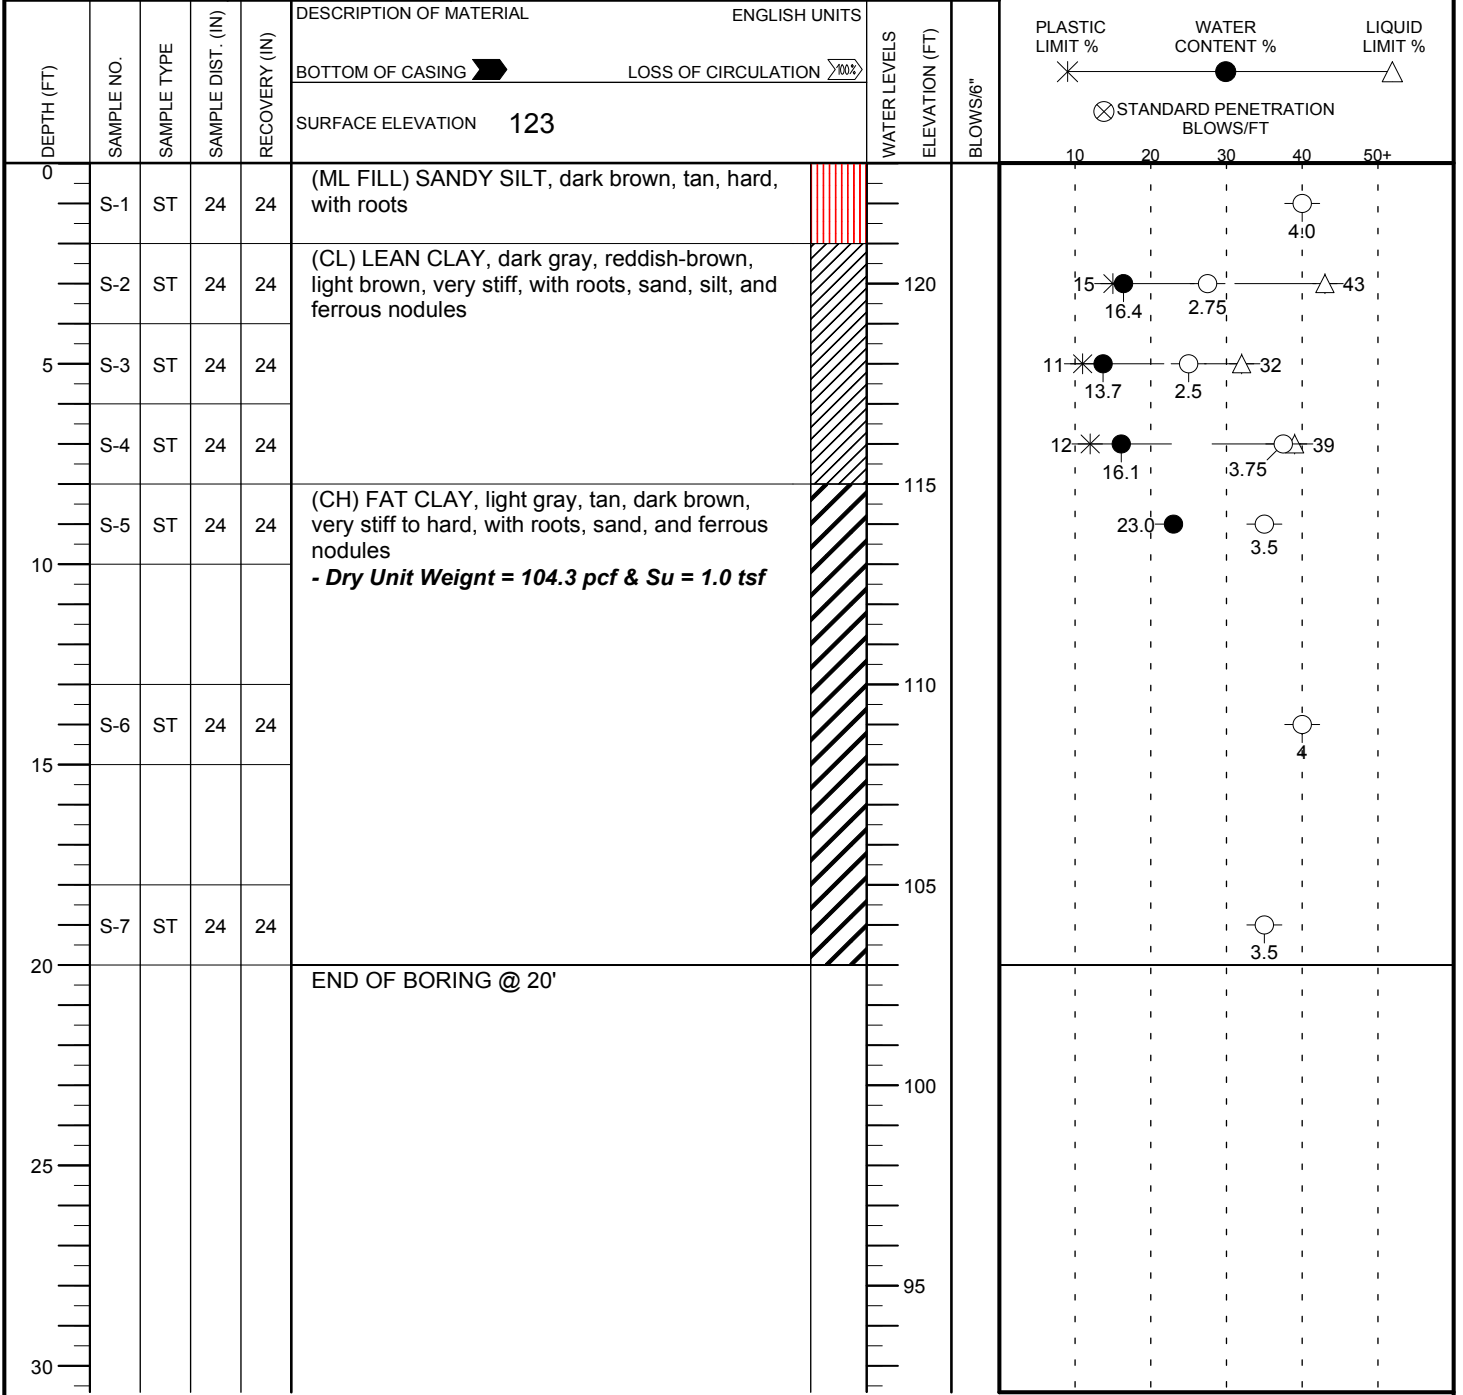 DEPTH (FT)
SAMPLE NO.
SAMPLE TYPE
SAMPLE DIST. (IN)
RECOVERY (IN)
DESCRIPTION OF MATERIAL ENGLISH UNITS
BOTTOM OF CASING LOSS OF CIRCULATION 100%
SURFACE ELEVATION 123
WATER LEVELS
ELEVATION (FT)
BLOWS/6"
PLASTIC LIMIT %
WATER CONTENT %
LIQUID LIMIT %
STANDARD PENETRATION
BLOWS/FT
10 20 30 40 50+
0
(ML FILL) SANDY SILT, dark brown, tan, hard,
with roots
S-1 ST 24 24
4.0
(CL) LEAN CLAY, dark gray, reddish-brown,
light brown, very stiff, with roots, sand, silt, and
ferrous nodules
S-2 ST 24 24
120
15 43
16.4 2.75
5 S-3 ST 24 24
11 32
13.7 2.5
S-4 ST 24 24
12 39
16.1 3.75
115
(CH) FAT CLAY, light gray, tan, dark brown,
very stiff to hard, with roots, sand, and ferrous
nodules
- Dry Unit Weignt = 104.3 pcf & Su = 1.0 tsf
S-5 ST 24 24
23.0
3.5
10
110
S-6 ST 24 24
4
15
105
S-7 ST 24 24
3.5
20
END OF BORING @ 20'
100
25
95
30